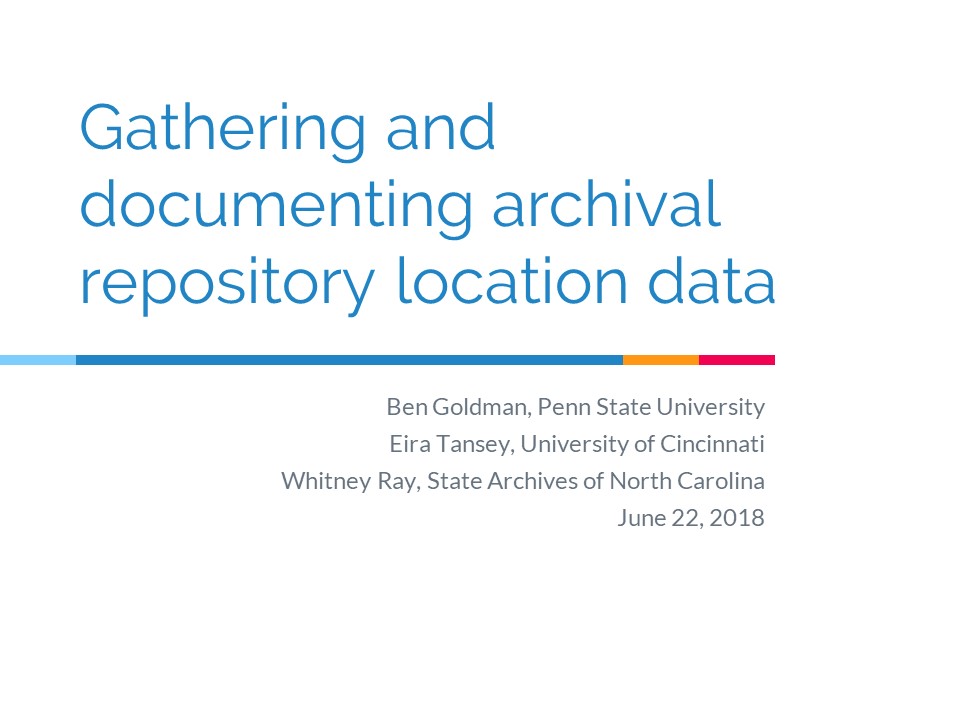 Gathering and
documenting archival
repository location data
Ben Goldman, Penn State University
Eira Tansey, University of Cincinnati
Whitney Ray, State Archives of North Carolina
June 22, 2018